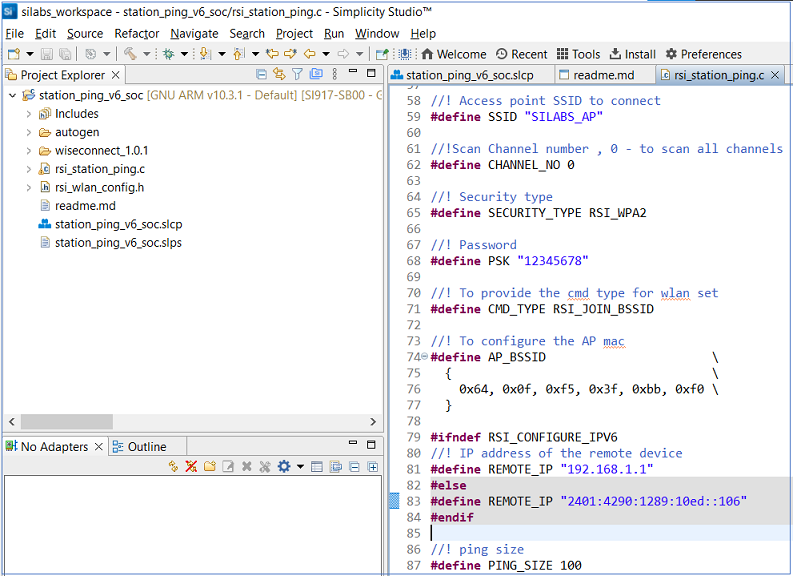 silabs_workspace - station_ping_v6_soc/rsi_station_ping.c - Simplicity Studio™
File Edit Source Refactor Navigate Search Project Run Window Help
Welcome Recent Tools Install Preferences
Project Explorer
station_ping_v6_soc [GNU ARM v10.3.1 - Default] [SI917-SB00 - G
Includes
autogen
wiseconnect_1.0.1
rsi_station_ping.c
rsi_wlan_config.h
readme.md
station_ping_v6_soc.slcp
station_ping_v6_soc.slps
No Adapters Outline
station_ping_v6_soc.slcp readme.md rsi_station_ping.c
57
58 //! Access point SSID to connect
59 #define SSID "SILABS_AP"
60
61 //!Scan Channel number , 0 - to scan all channels
62 #define CHANNEL_NO 0
63
64 //! Security type
65 #define SECURITY_TYPE RSI_WPA2
66
67 //! Password
68 #define PSK "12345678"
69
70 //! To provide the cmd type for wlan set
71 #define CMD_TYPE RSI_JOIN_BSSID
72
73 //! To configure the AP mac
74 #define AP_BSSID \
75 { \
76 0x64, 0x0f, 0xf5, 0x3f, 0xbb, 0xf0 \
77 }
78
79 #ifndef RSI_CONFIGURE_IPV6
80 //! IP address of the remote device
81 #define REMOTE_IP "192.168.1.1"
82 #else
83 #define REMOTE_IP "2401:4290:1289:10ed::106"
84 #endif
85
86 //! ping size
87 #define PING_SIZE 100